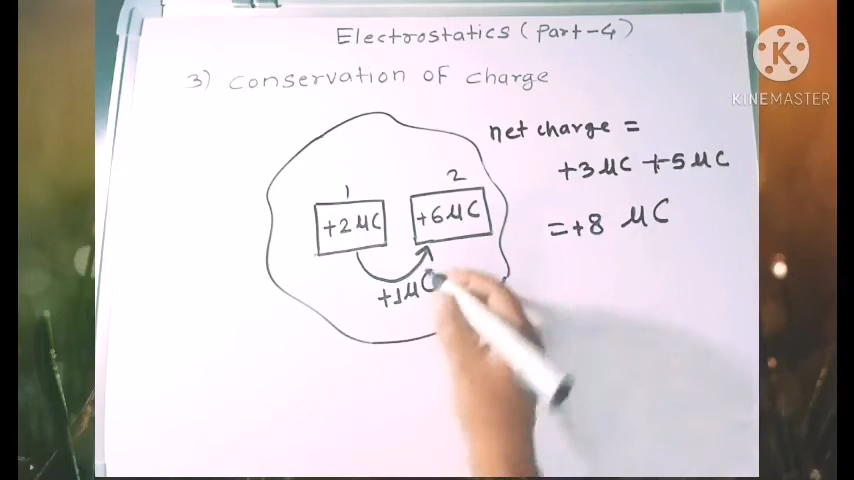 Electrostatics (Part-4)
3) conservation of charge
net charge =
+3 μC +5 μC
= +8 μC
1
2
+2 μC
+6 μC
+1 μC
K
KINEMASTER